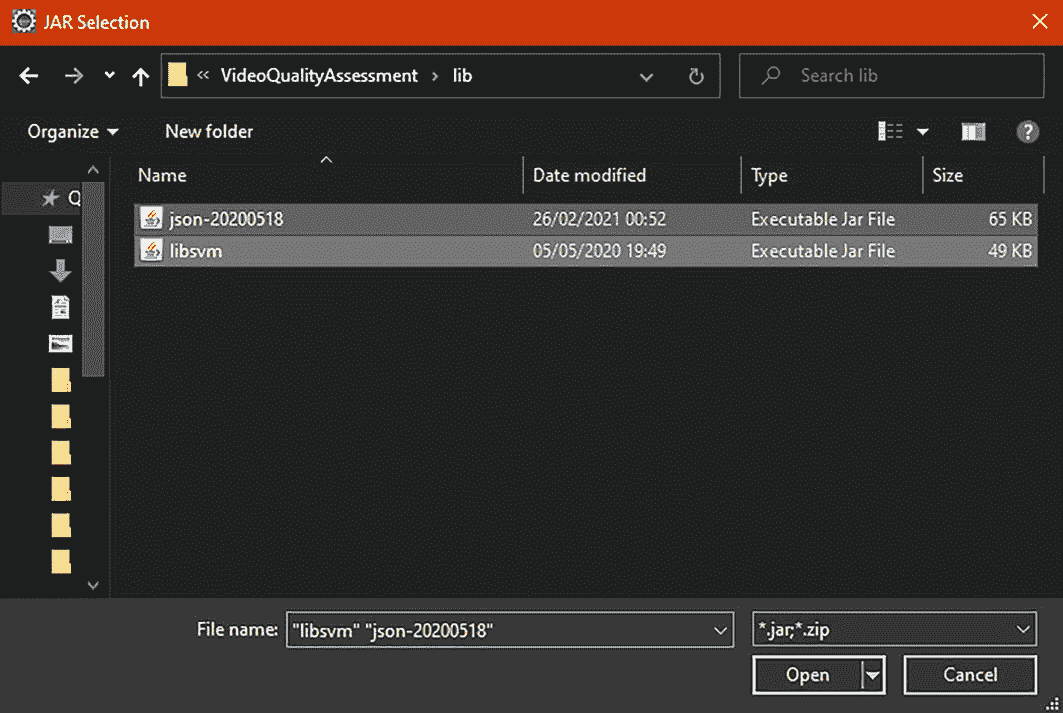 JAR Selection
« VideoQualityAssessment › lib
Search lib
Organize
New folder
?
Name
Date modified
Type
Size
Q
json-20200518
26/02/2021 00:52
Executable Jar File
65 KB
libsvm
05/05/2020 19:49
Executable Jar File
49 KB
File name:
"libsvm" "json-20200518"
*.jar;*.zip
Open
Cancel